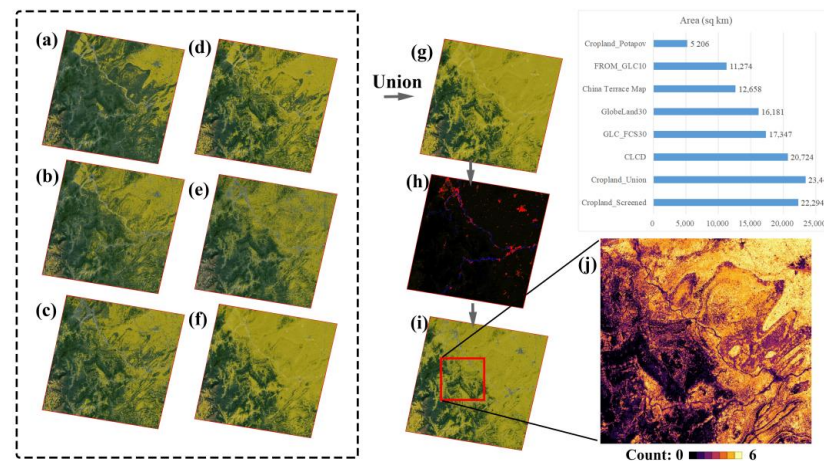 (a)
(d)
(b)
(e)
(c)
(f)
(g)
Union
(h)
(i)
Area (sq km)
Cropland_Potapov 5 206
FROM_GLC10 11,274
China Terrace Map 12,658
GlobeLand30 16,181
GLC_FCS30 17,347
CLCD 20,724
Cropland_Union 23,4
Cropland_Screened 22,294
0 5,000 10,000 15,000 20,000 25,000
(j)
Count: 0 6